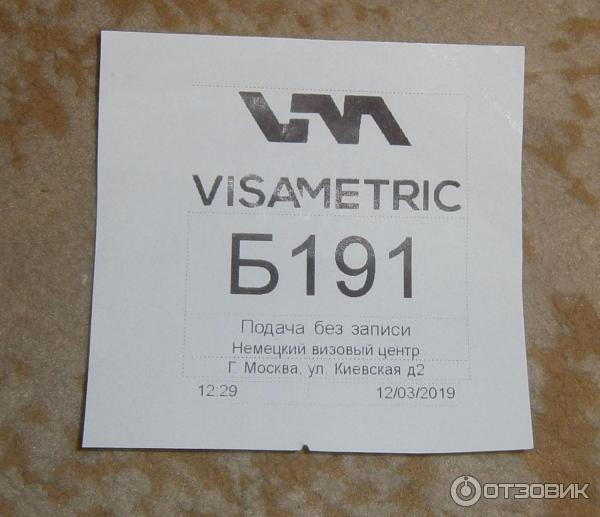 VISAMETRIC
Б191
Подача без записи
Немецкий визовый центр
Г. Москва, ул. Киевская д2
12:29 12/03/2019
ОТЗОВИК